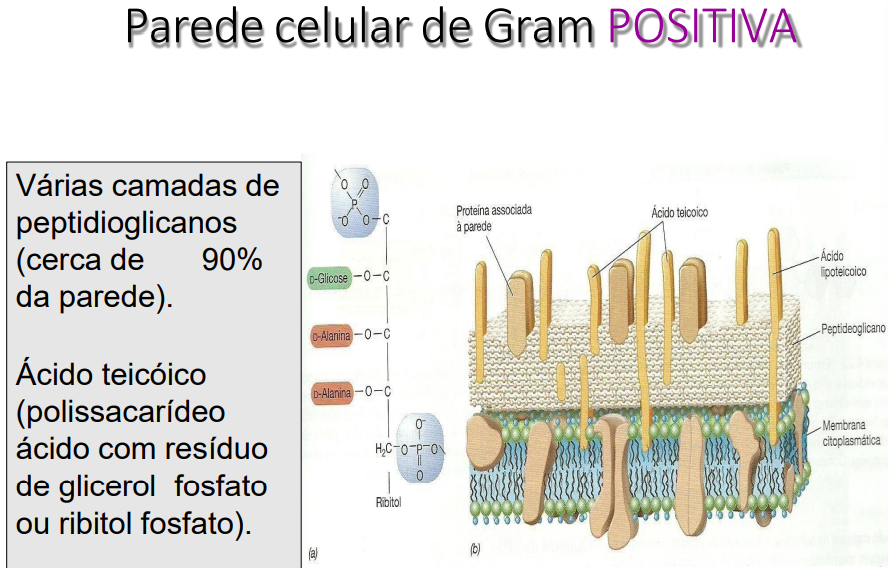 Parede celular de Gram POSITIVA
Várias camadas de
peptidioglicanos
(cerca de 90%
da parede).
Ácido teicóico
(polissacarídeo
ácido com resíduo
de glicerol fosfato
ou ribitol fosfato).
O O
P
⁻O O–C
D-Glicose –O–C
D-Alanina –O–C
D-Alanina –O–C
O⁻
H₂C–O–P–O
O
Ribitol
(a)
Proteína associada
à parede
Ácido teicoico
Ácido
lipoteicoico
Peptideoglicano
Membrana
citoplasmática
(b)